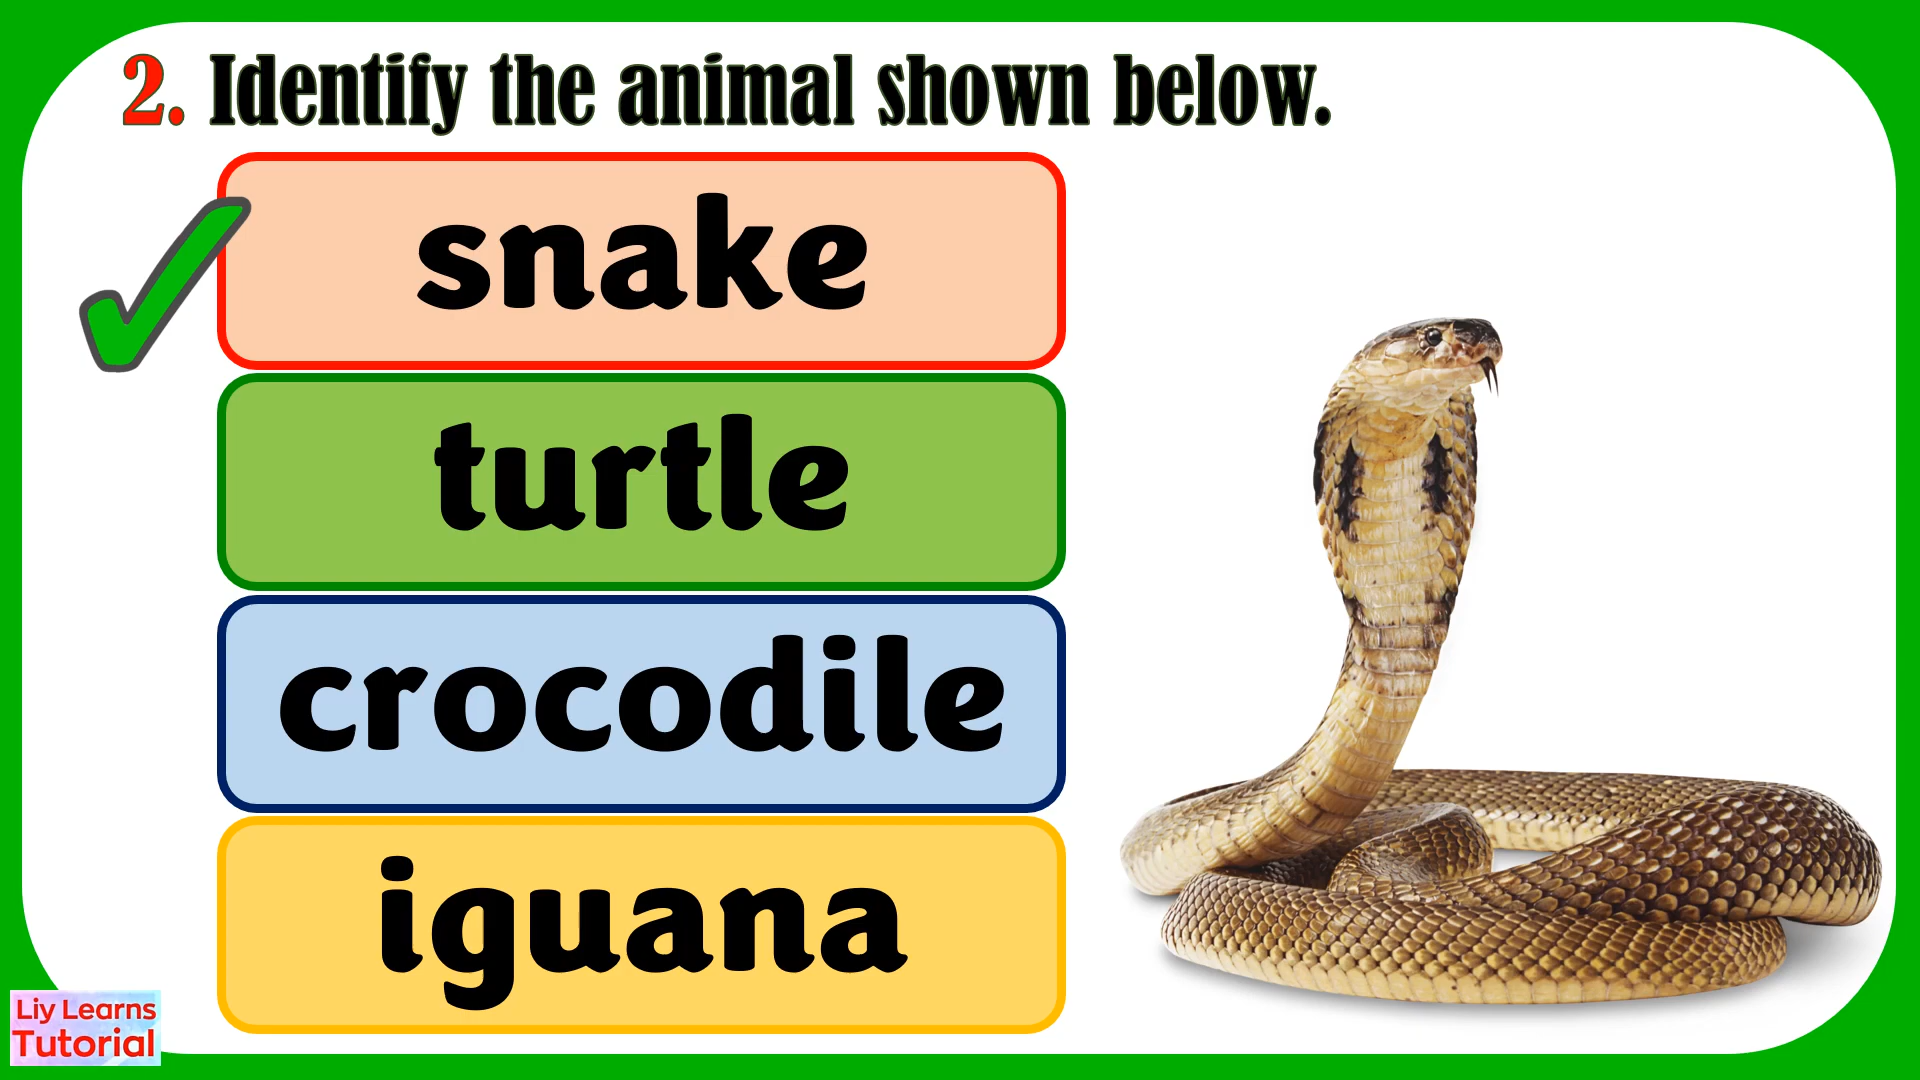 2. Identify the animal shown below.
snake
turtle
crocodile
iguana
Liy Learns
Tutorial